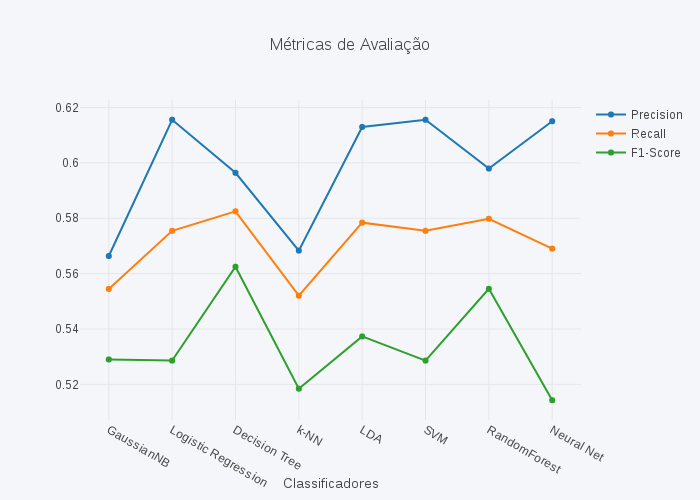 Métricas de Avaliação
0.62
0.6
0.58
0.56
0.54
0.52
Precision
Recall
F1-Score
GaussianNB
Logistic Regression
Decision Tree
k-NN
LDA
SVM
RandomForest
Neural Net
Classificadores